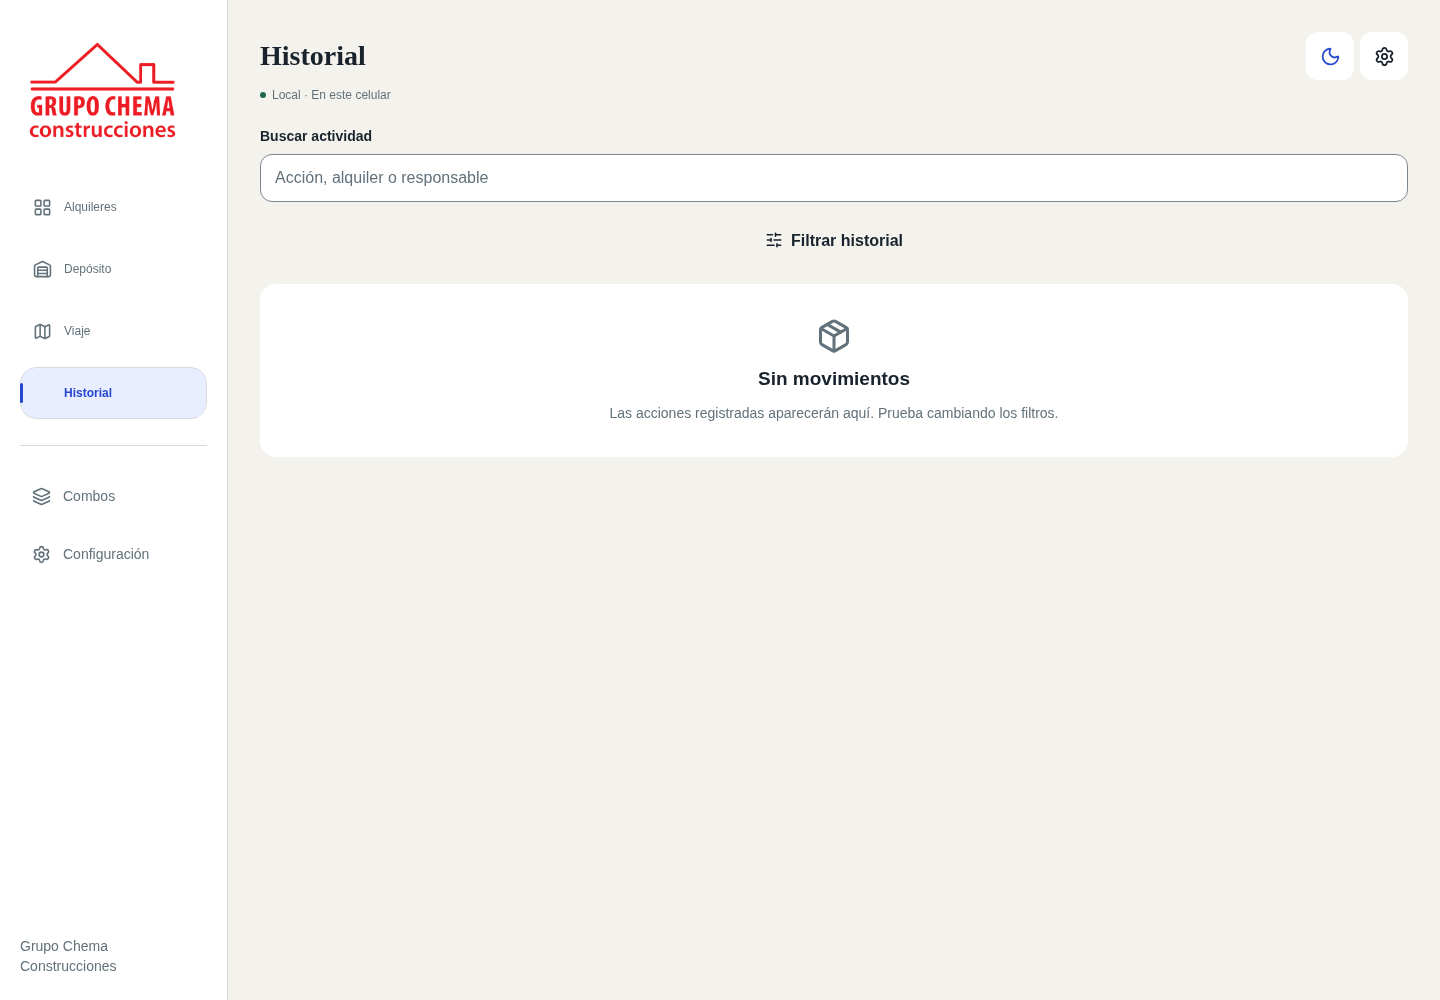 GRUPO CHEMA
construcciones
Alquileres
Depósito
Viaje
Historial
Combos
Configuración
Grupo Chema
Construcciones
Historial
Local · En este celular
Buscar actividad
Acción, alquiler o responsable
Filtrar historial
Sin movimientos
Las acciones registradas aparecerán aquí. Prueba cambiando los filtros.